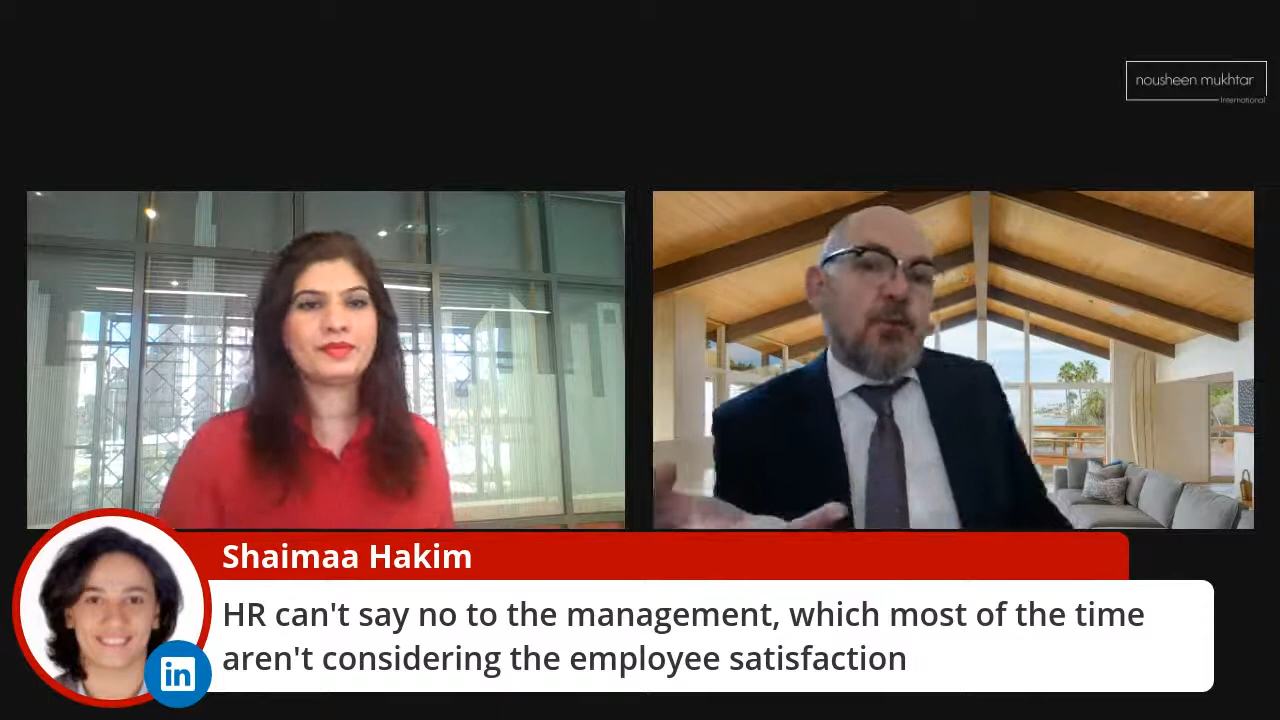 nousheen mukhtar
International
Shaimaa Hakim
HR can't say no to the management, which most of the time
aren't considering the employee satisfaction
in